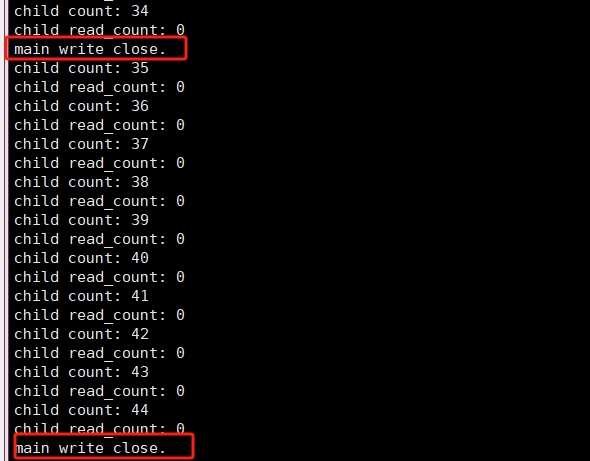 child count: 34
child read_count: 0
main write close.
child count: 35
child read_count: 0
child count: 36
child read_count: 0
child count: 37
child read_count: 0
child count: 38
child read_count: 0
child count: 39
child read_count: 0
child count: 40
child read_count: 0
child count: 41
child read_count: 0
child count: 42
child read_count: 0
child count: 43
child read_count: 0
child count: 44
child read_count: 0
main write close.